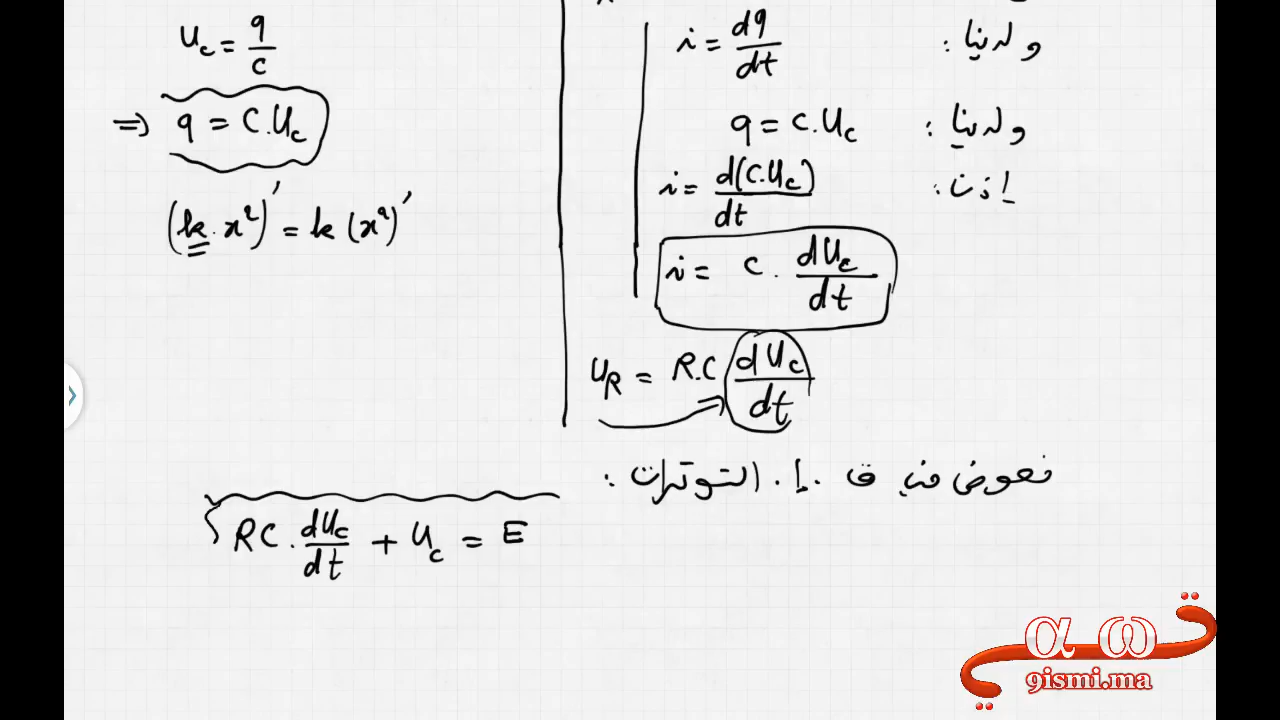 u_c = q/c
⇒ q = C.U_c
(k. x²)' = k (x²)'
i = dq/dt ولدينا :
q = C.U_c ولدينا :
i = d(C.U_c)/dt إذن :
i = C . dU_c/dt
u_R = R.C dU_c/dt
نعوض في ق . إ . التوترات :
RC . dU_c/dt + U_c = E
α ω ق
9ismi.ma